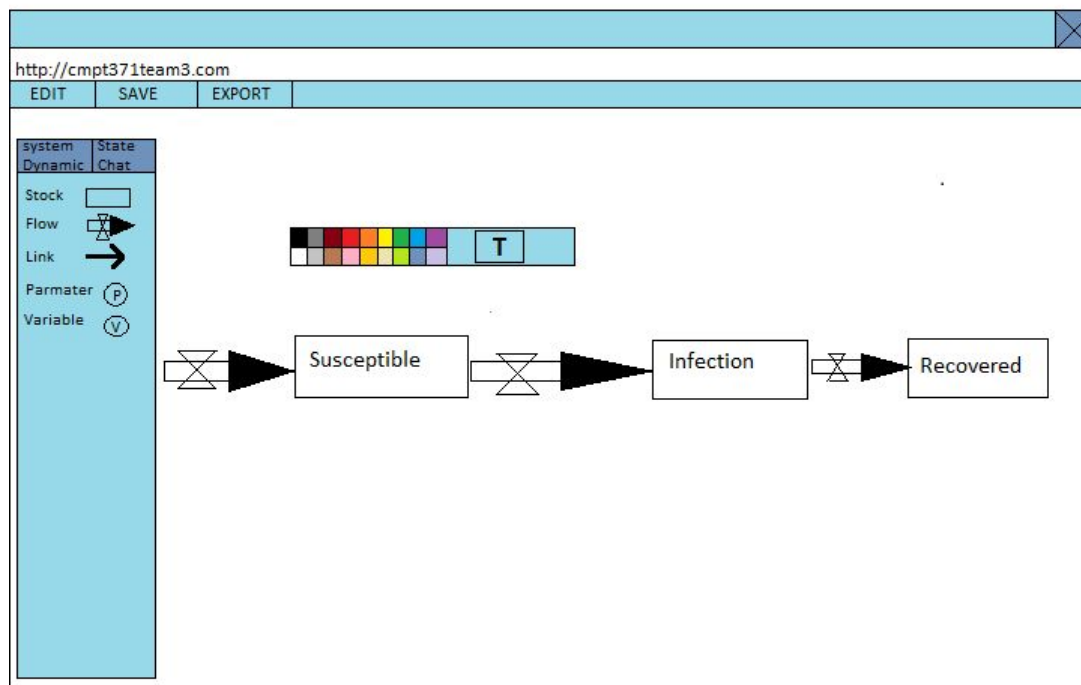 http://cmpt371team3.com
EDIT SAVE EXPORT
system State
Dynamic Chat
Stock
Flow
Link
Parmater P
Variable V
T
Susceptible
Infection
Recovered